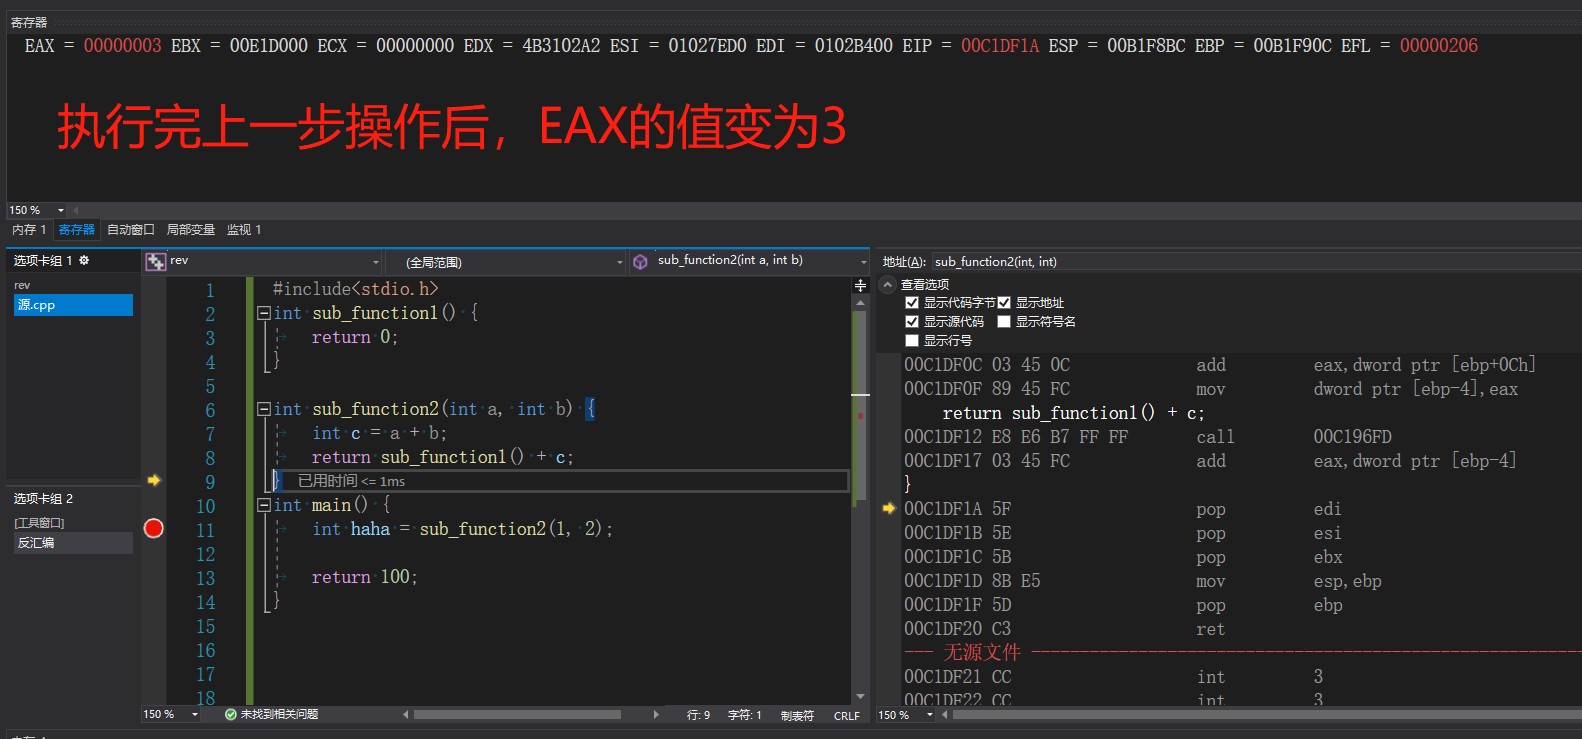 寄存器
EAX = 00000003 EBX = 00E1D000 ECX = 00000000 EDX = 4B3102A2 ESI = 01027ED0 EDI = 0102B400 EIP = 00C1DF1A ESP = 00B1F8BC EBP = 00B1F90C EFL = 00000206
执行完上一步操作后，EAX的值变为3
150 %
内存 1 寄存器 自动窗口 局部变量 监视 1
选项卡组 1
rev
源.cpp
选项卡组 2
[工具窗口]
反汇编
rev (全局范围) sub_function2(int a, int b)
1 #include<stdio.h>
2 int sub_function1() {
3 return 0;
4 }
5
6 int sub_function2(int a, int b) {
7 int c = a + b;
8 return sub_function1() + c;
9 } 已用时间 <= 1ms
10 int main() {
11 int haha = sub_function2(1, 2);
12
13 return 100;
14 }
15
16
17
18
150 % 未找到相关问题 行: 9 字符: 1 制表符 CRLF
地址(A): sub_function2(int, int)
查看选项
显示代码字节 显示地址
显示源代码 显示符号名
显示行号
00C1DF0C 03 45 0C add eax,dword ptr [ebp+0Ch]
00C1DF0F 89 45 FC mov dword ptr [ebp-4],eax
return sub_function1() + c;
00C1DF12 E8 E6 B7 FF FF call 00C196FD
00C1DF17 03 45 FC add eax,dword ptr [ebp-4]
}
00C1DF1A 5F pop edi
00C1DF1B 5E pop esi
00C1DF1C 5B pop ebx
00C1DF1D 8B E5 mov esp,ebp
00C1DF1F 5D pop ebp
00C1DF20 C3 ret
--- 无源文件 ---
00C1DF21 CC int 3
00C1DF22 CC int 3
150 %